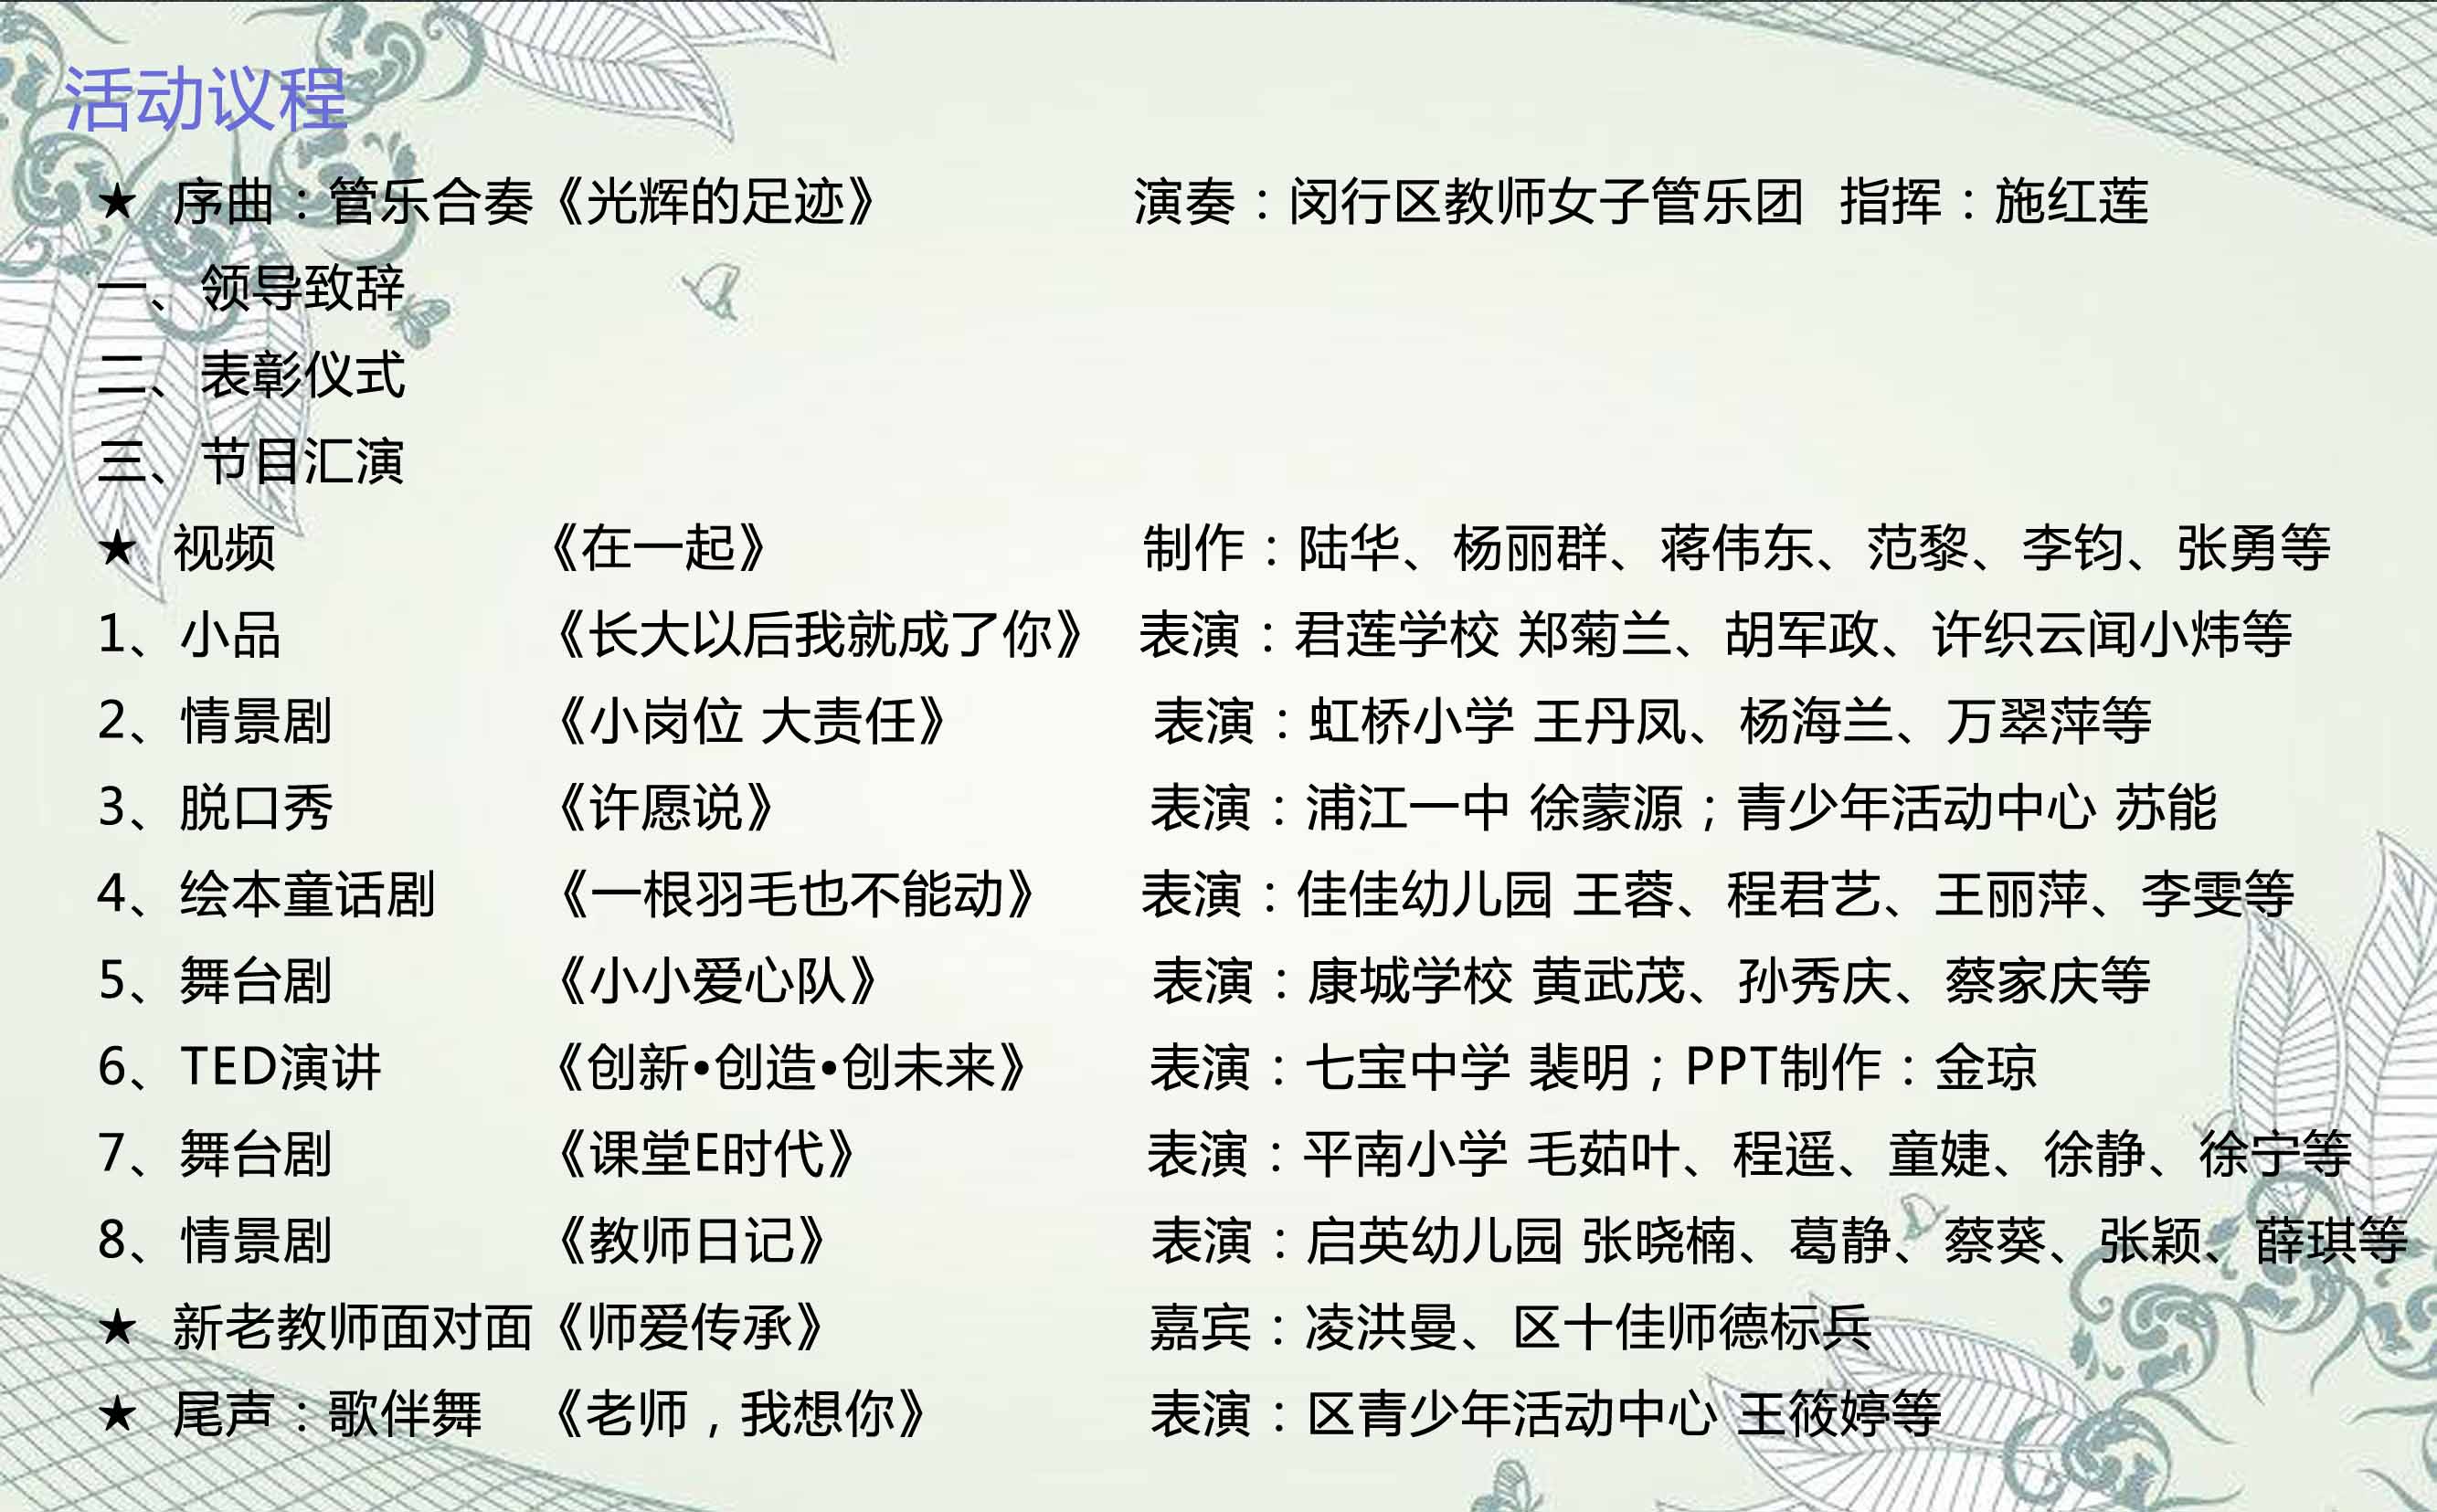 活动议程
★ 序曲：管乐合奏《光辉的足迹》 演奏：闵行区教师女子管乐团 指挥：施红莲
一、领导致辞
二、表彰仪式
三、节目汇演
★ 视频 《在一起》 制作：陆华、杨丽群、蒋伟东、范黎、李钧、张勇等
1、小品 《长大以后我就成了你》 表演：君莲学校 郑菊兰、胡军政、许织云闻小炜等
2、情景剧 《小岗位 大责任》 表演：虹桥小学 王丹凤、杨海兰、万翠萍等
3、脱口秀 《许愿说》 表演：浦江一中 徐蒙源；青少年活动中心 苏能
4、绘本童话剧 《一根羽毛也不能动》 表演：佳佳幼儿园 王蓉、程君艺、王丽萍、李雯等
5、舞台剧 《小小爱心队》 表演：康城学校 黄武茂、孙秀庆、蔡家庆等
6、TED演讲 《创新•创造•创未来》 表演：七宝中学 裴明；PPT制作：金琼
7、舞台剧 《课堂E时代》 表演：平南小学 毛茹叶、程遥、童婕、徐静、徐宁等
8、情景剧 《教师日记》 表演：启英幼儿园 张晓楠、葛静、蔡葵、张颖、薛琪等
★ 新老教师面对面《师爱传承》 嘉宾：凌洪曼、区十佳师德标兵
★ 尾声：歌伴舞 《老师，我想你》 表演：区青少年活动中心 王筱婷等